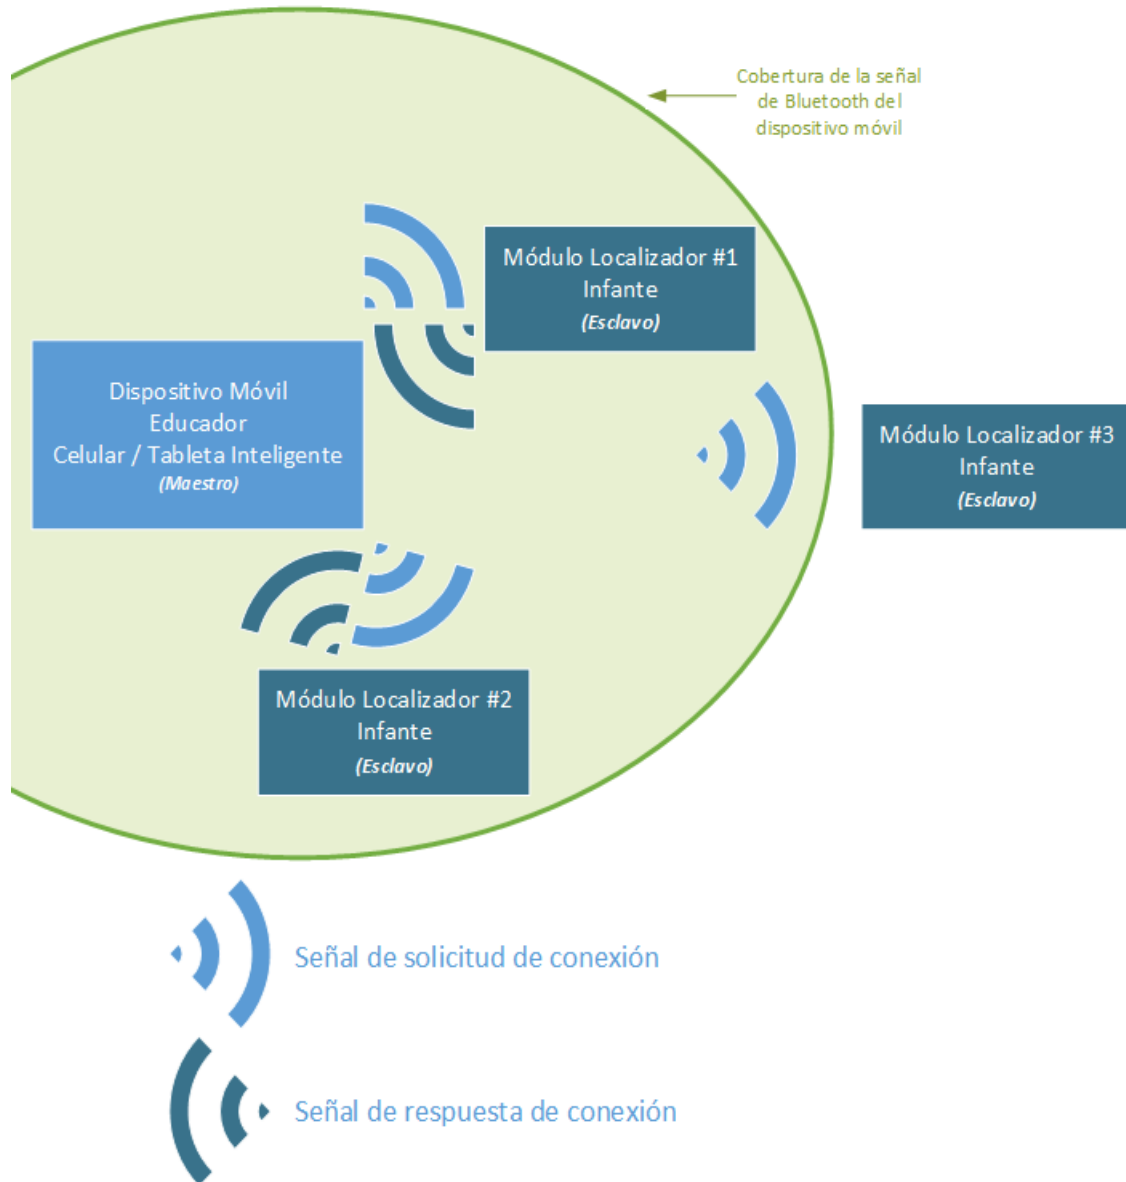 Cobertura de la señal
de Bluetooth del
dispositivo móvil
Módulo Localizador #1
Infante
(Esclavo)
Dispositivo Móvil
Educador
Celular / Tableta Inteligente
(Maestro)
Módulo Localizador #3
Infante
(Esclavo)
Módulo Localizador #2
Infante
(Esclavo)
Señal de solicitud de conexión
Señal de respuesta de conexión